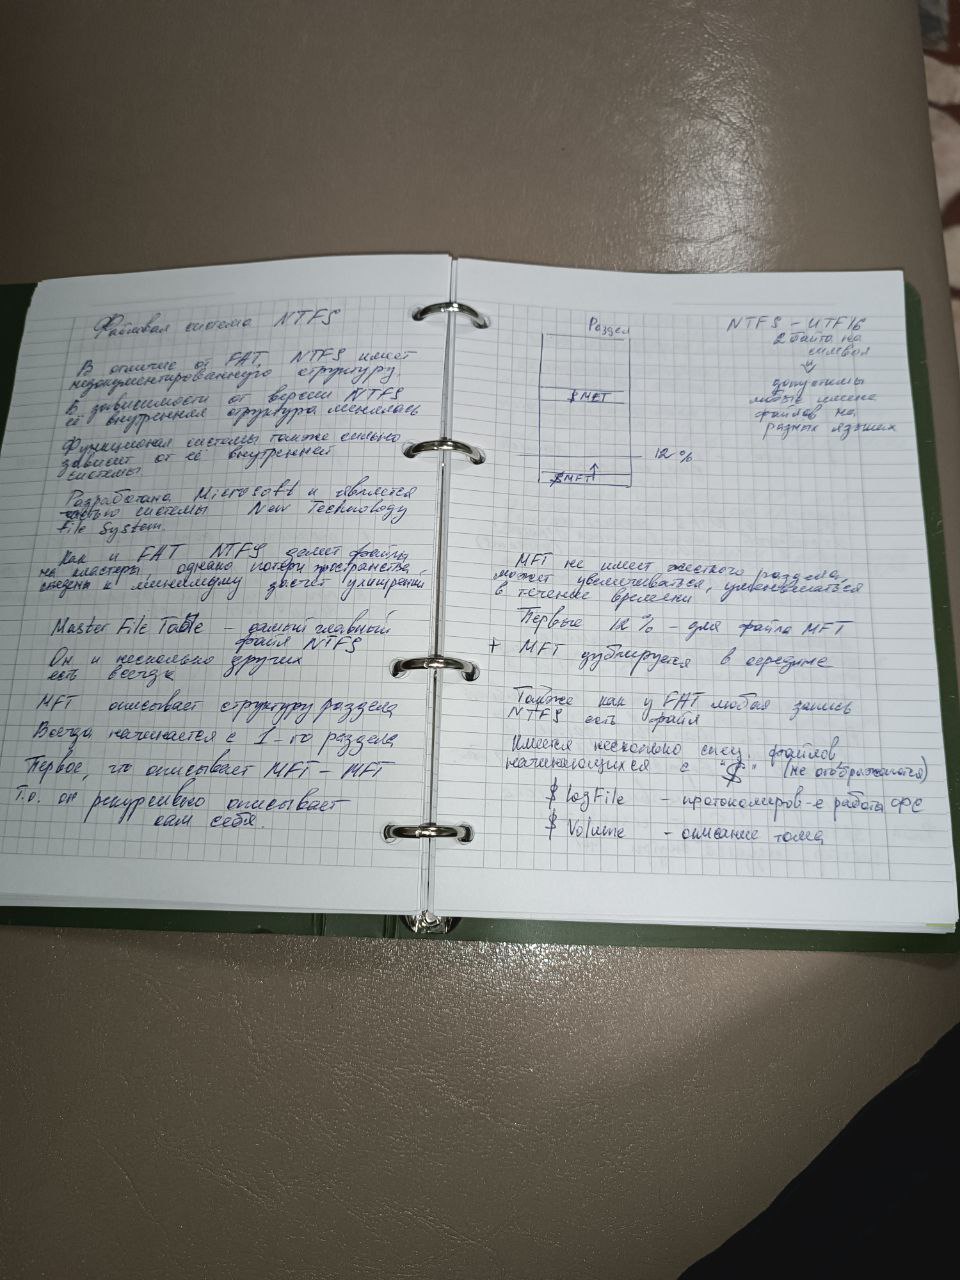 Файловая система NTFS
В отличие от FAT, NTFS имеет
недокументированную структуру.
В зависимости от версии NTFS
её внутренняя структура менялась
Функционал системы также сильно
зависит от её внутренней
системы
Разработана Microsoft и является
частью системы New Technology
File System.
Как и FAT NTFS делит файлы
на кластеры, однако потери пространства
сведены к минимуму засчёт
Master File Table – самый главный
файл NTFS
Он и несколько других
есть всегда
MFT описывает структуру раздела
Всегда начинается с 1-го раздела
Первое, что описывает MFT – MFT
Т.о. он рекурсивно описывает
сам себя.
Раздел
$MFT
12 %
$MFT
NTFS – UTF16
2 байта на
символ
допустимы
любые имена
файлов на
разных языках
MFT не имеет жесткого раздела,
может увеличиваться, уменьшаться
в течение времени
Первые 12 % – для файла MFT
+ MFT дублируется в середине
Также как у FAT любая запись
NTFS есть файл
Имеется несколько спец. файлов
начинающихся с "$" (не отображаются)
$ LogFile – протоколиров-е работы ФС
$ Volume – описание тома